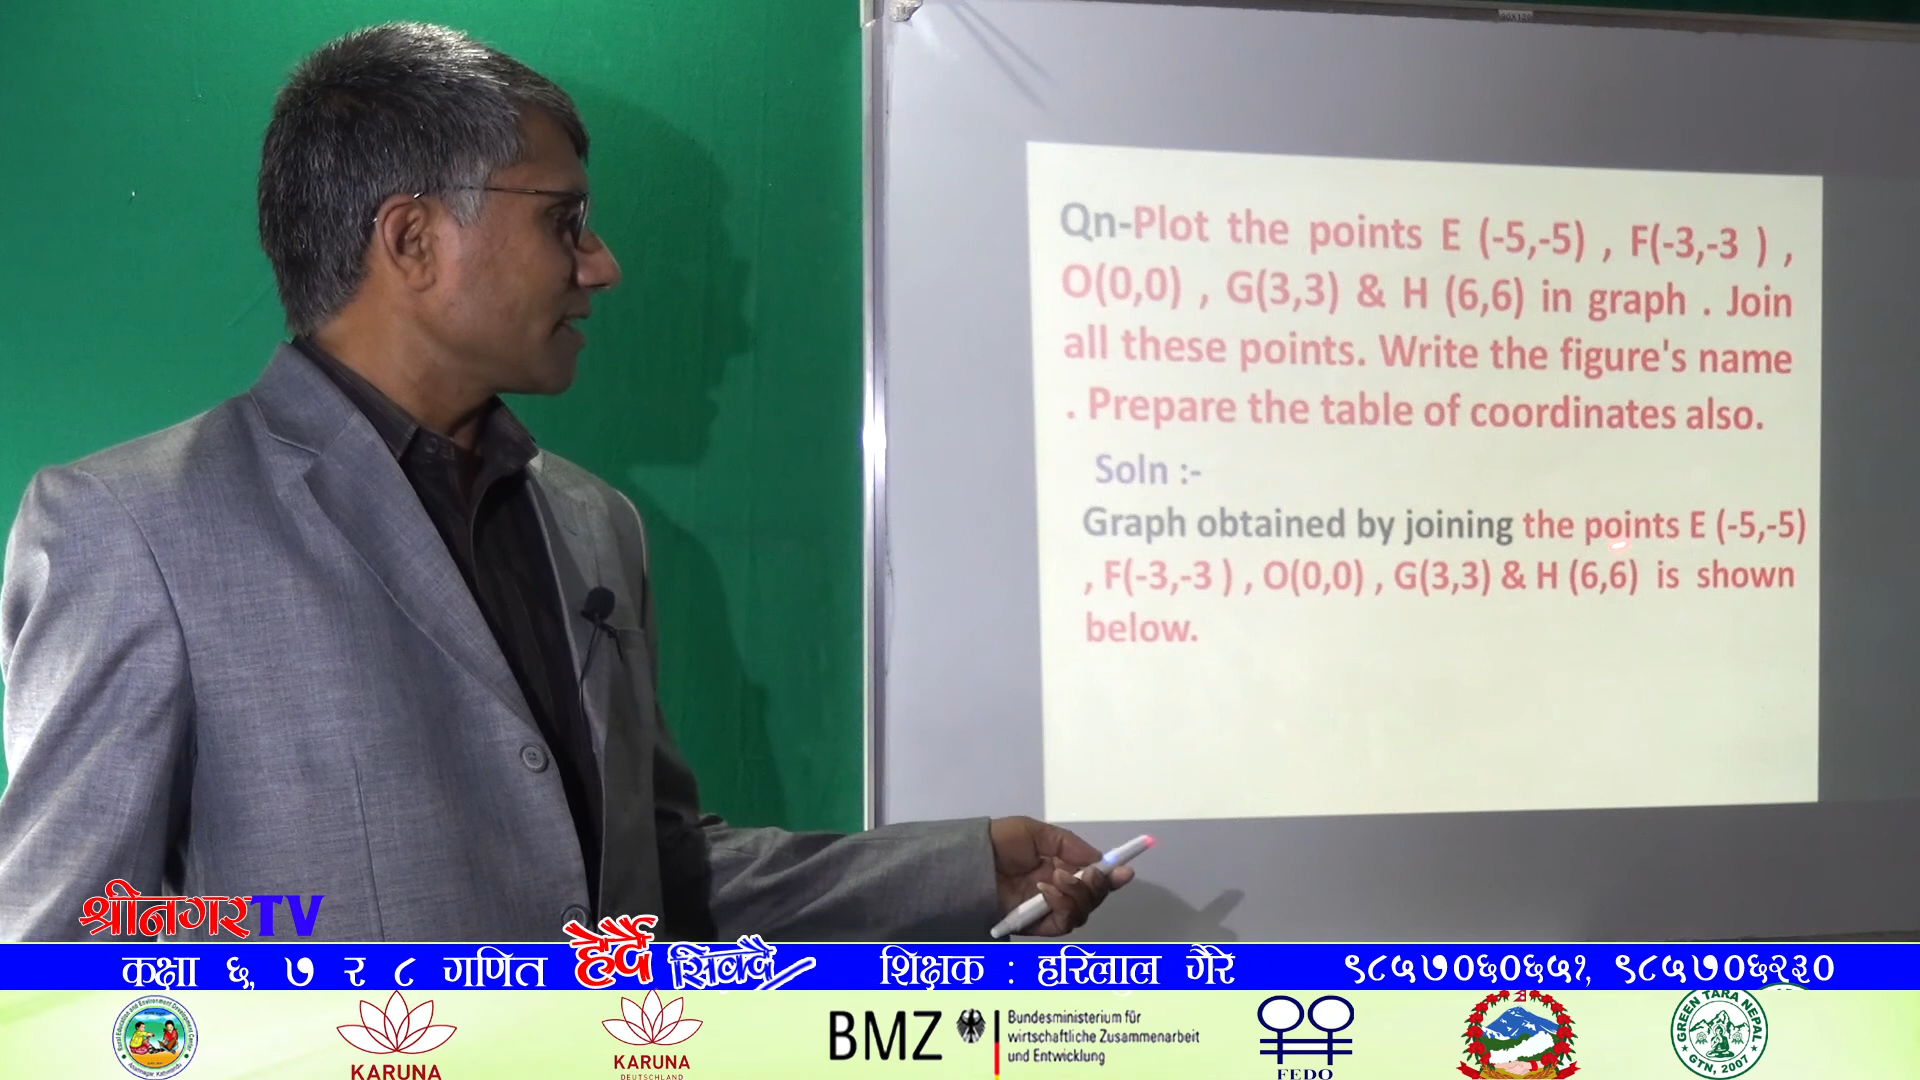 Qn-Plot the points E (-5,-5) , F(-3,-3 ) ,
O(0,0) , G(3,3) & H (6,6) in graph . Join
all these points. Write the figure's name
. Prepare the table of coordinates also.
Soln :-
Graph obtained by joining the points E (-5,-5)
, F(-3,-3 ) , O(0,0) , G(3,3) & H (6,6) is shown
below.
श्रीनगरTV
कक्षा ६, ७ र ८ गणित हेर्दै सिक्दै शिक्षक : हरिलाल गैरे ९८५७०६०६५१, ९८५७०६२२३०
KARUNA
KARUNA
DEUTSCHLAND
BMZ
Bundesministerium für
wirtschaftliche Zusammenarbeit
und Entwicklung
FEDO
GREEN TARA NEPAL
GTN, 2007